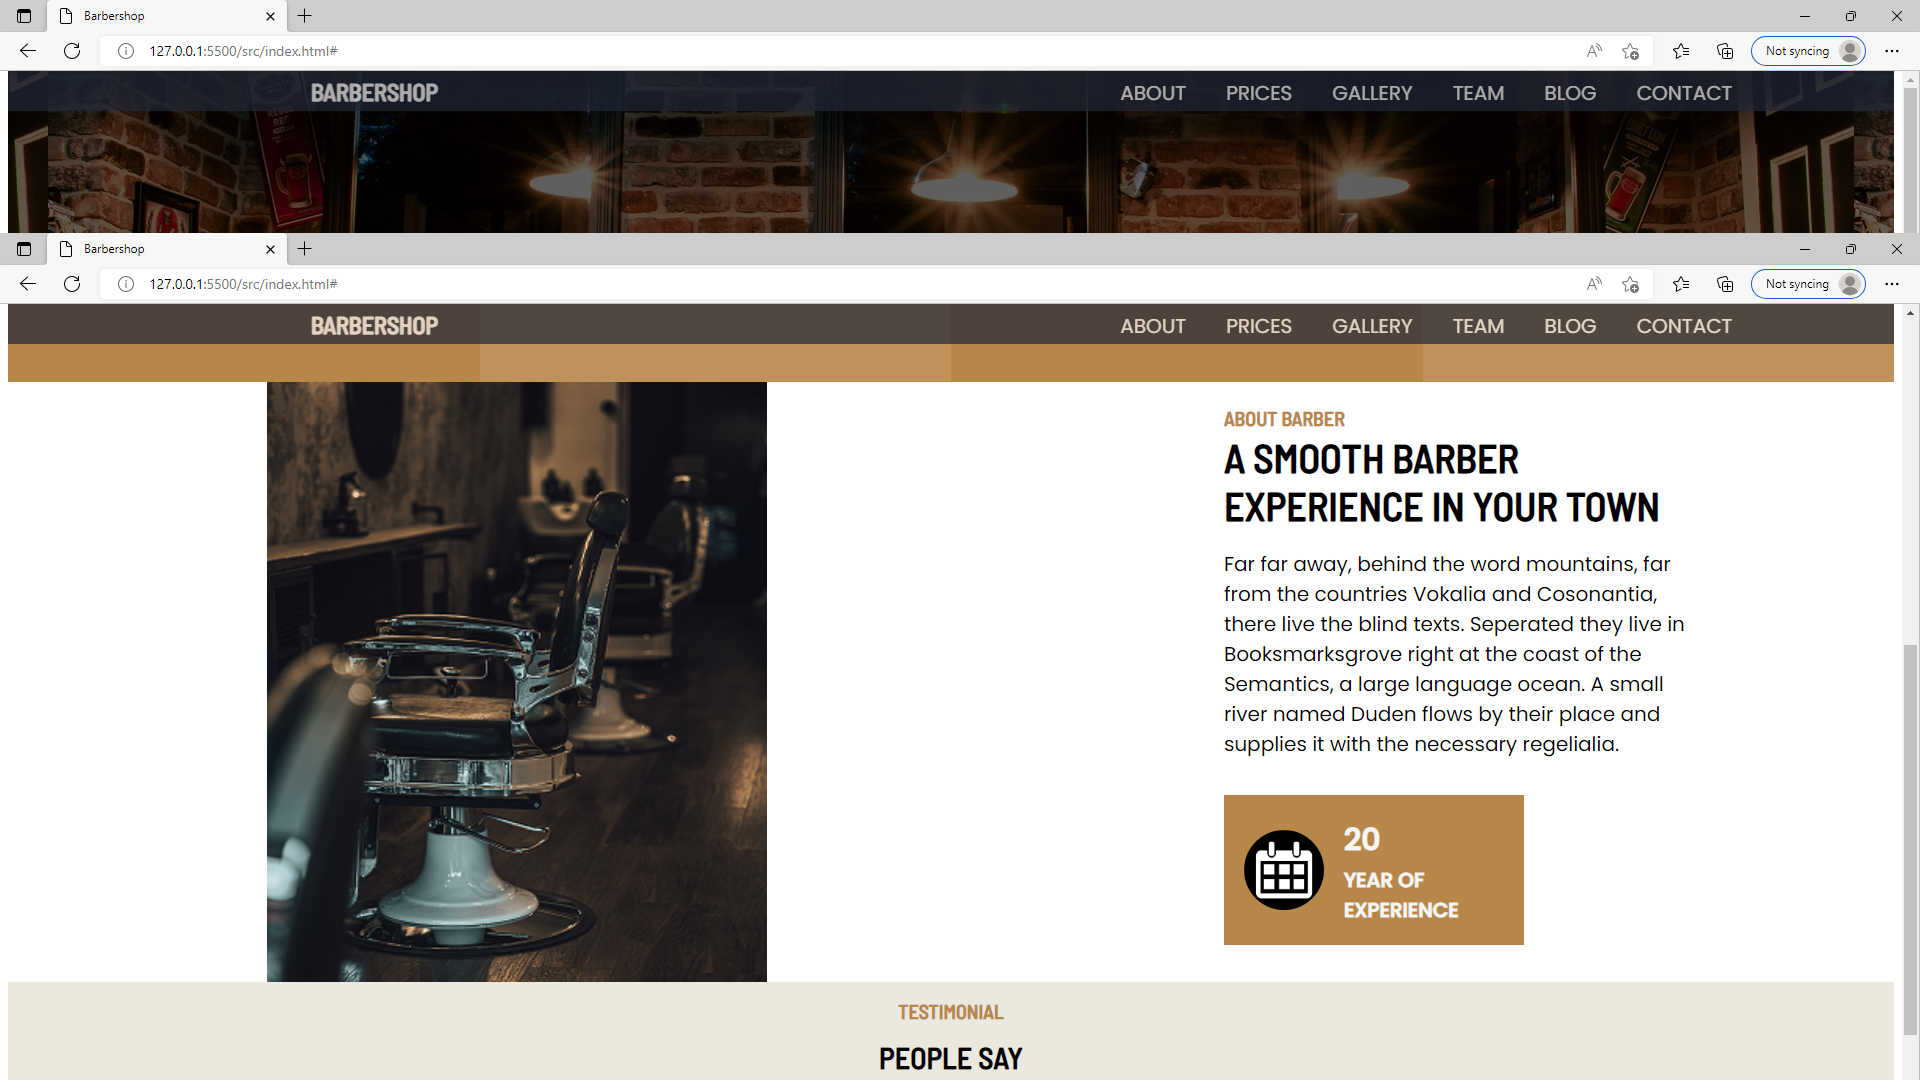 Barbershop
127.0.0.1:5500/src/index.html#
Not syncing
BARBERSHOP ABOUT PRICES GALLERY TEAM BLOG CONTACT
Barbershop
127.0.0.1:5500/src/index.html#
Not syncing
BARBERSHOP ABOUT PRICES GALLERY TEAM BLOG CONTACT
ABOUT BARBER
A SMOOTH BARBER
EXPERIENCE IN YOUR TOWN
Far far away, behind the word mountains, far
from the countries Vokalia and Cosonantia,
there live the blind texts. Seperated they live in
Booksmarksgrove right at the coast of the
Semantics, a large language ocean. A small
river named Duden flows by their place and
supplies it with the necessary regelialia.
20
YEAR OF
EXPERIENCE
TESTIMONIAL
PEOPLE SAY